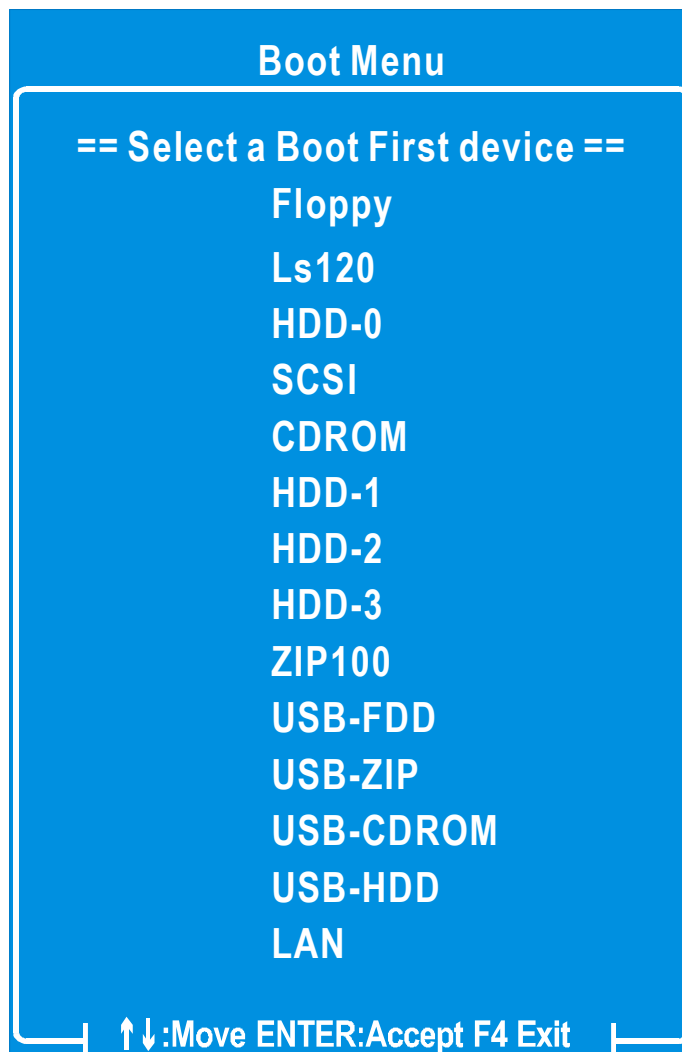 Boot Menu
== Select a Boot First device ==
Floppy
Ls120
HDD-0
SCSI
CDROM
HDD-1
HDD-2
HDD-3
ZIP100
USB-FDD
USB-ZIP
USB-CDROM
USB-HDD
LAN
↑↓:Move ENTER:Accept F4 Exit